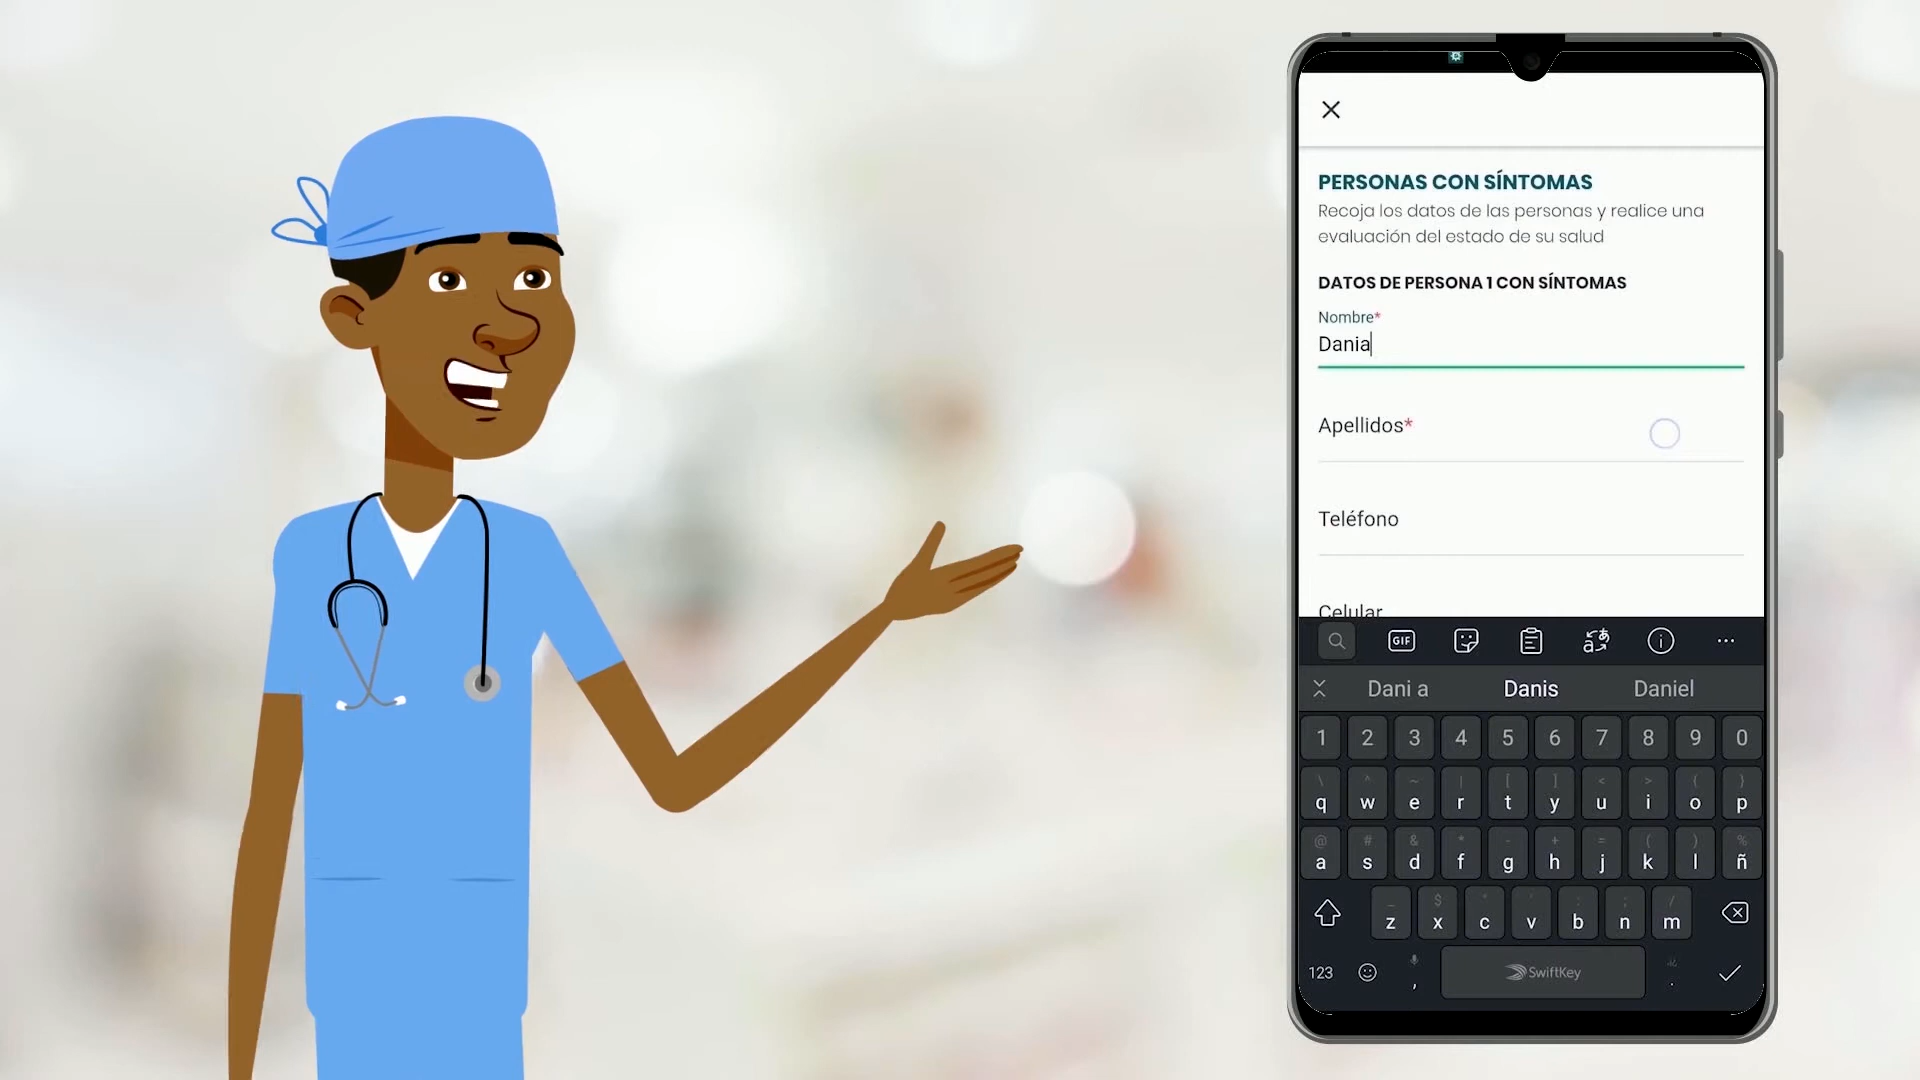 PERSONAS CON SÍNTOMAS
Recoja los datos de las personas y realice una
evaluación del estado de su salud
DATOS DE PERSONA 1 CON SÍNTOMAS
Nombre*
Dania
Apellidos*
Teléfono
Celular
GIF
Dani a Danis Daniel
1 2 3 4 5 6 7 8 9 0
\ ^ ~ | [ ] < > { }
q w e r t y u i o p
@ # & * - + = ( ) %
a s d f g h j k l ñ
_ $ " ' : ; /
z x c v b n m
123 , SwiftKey .